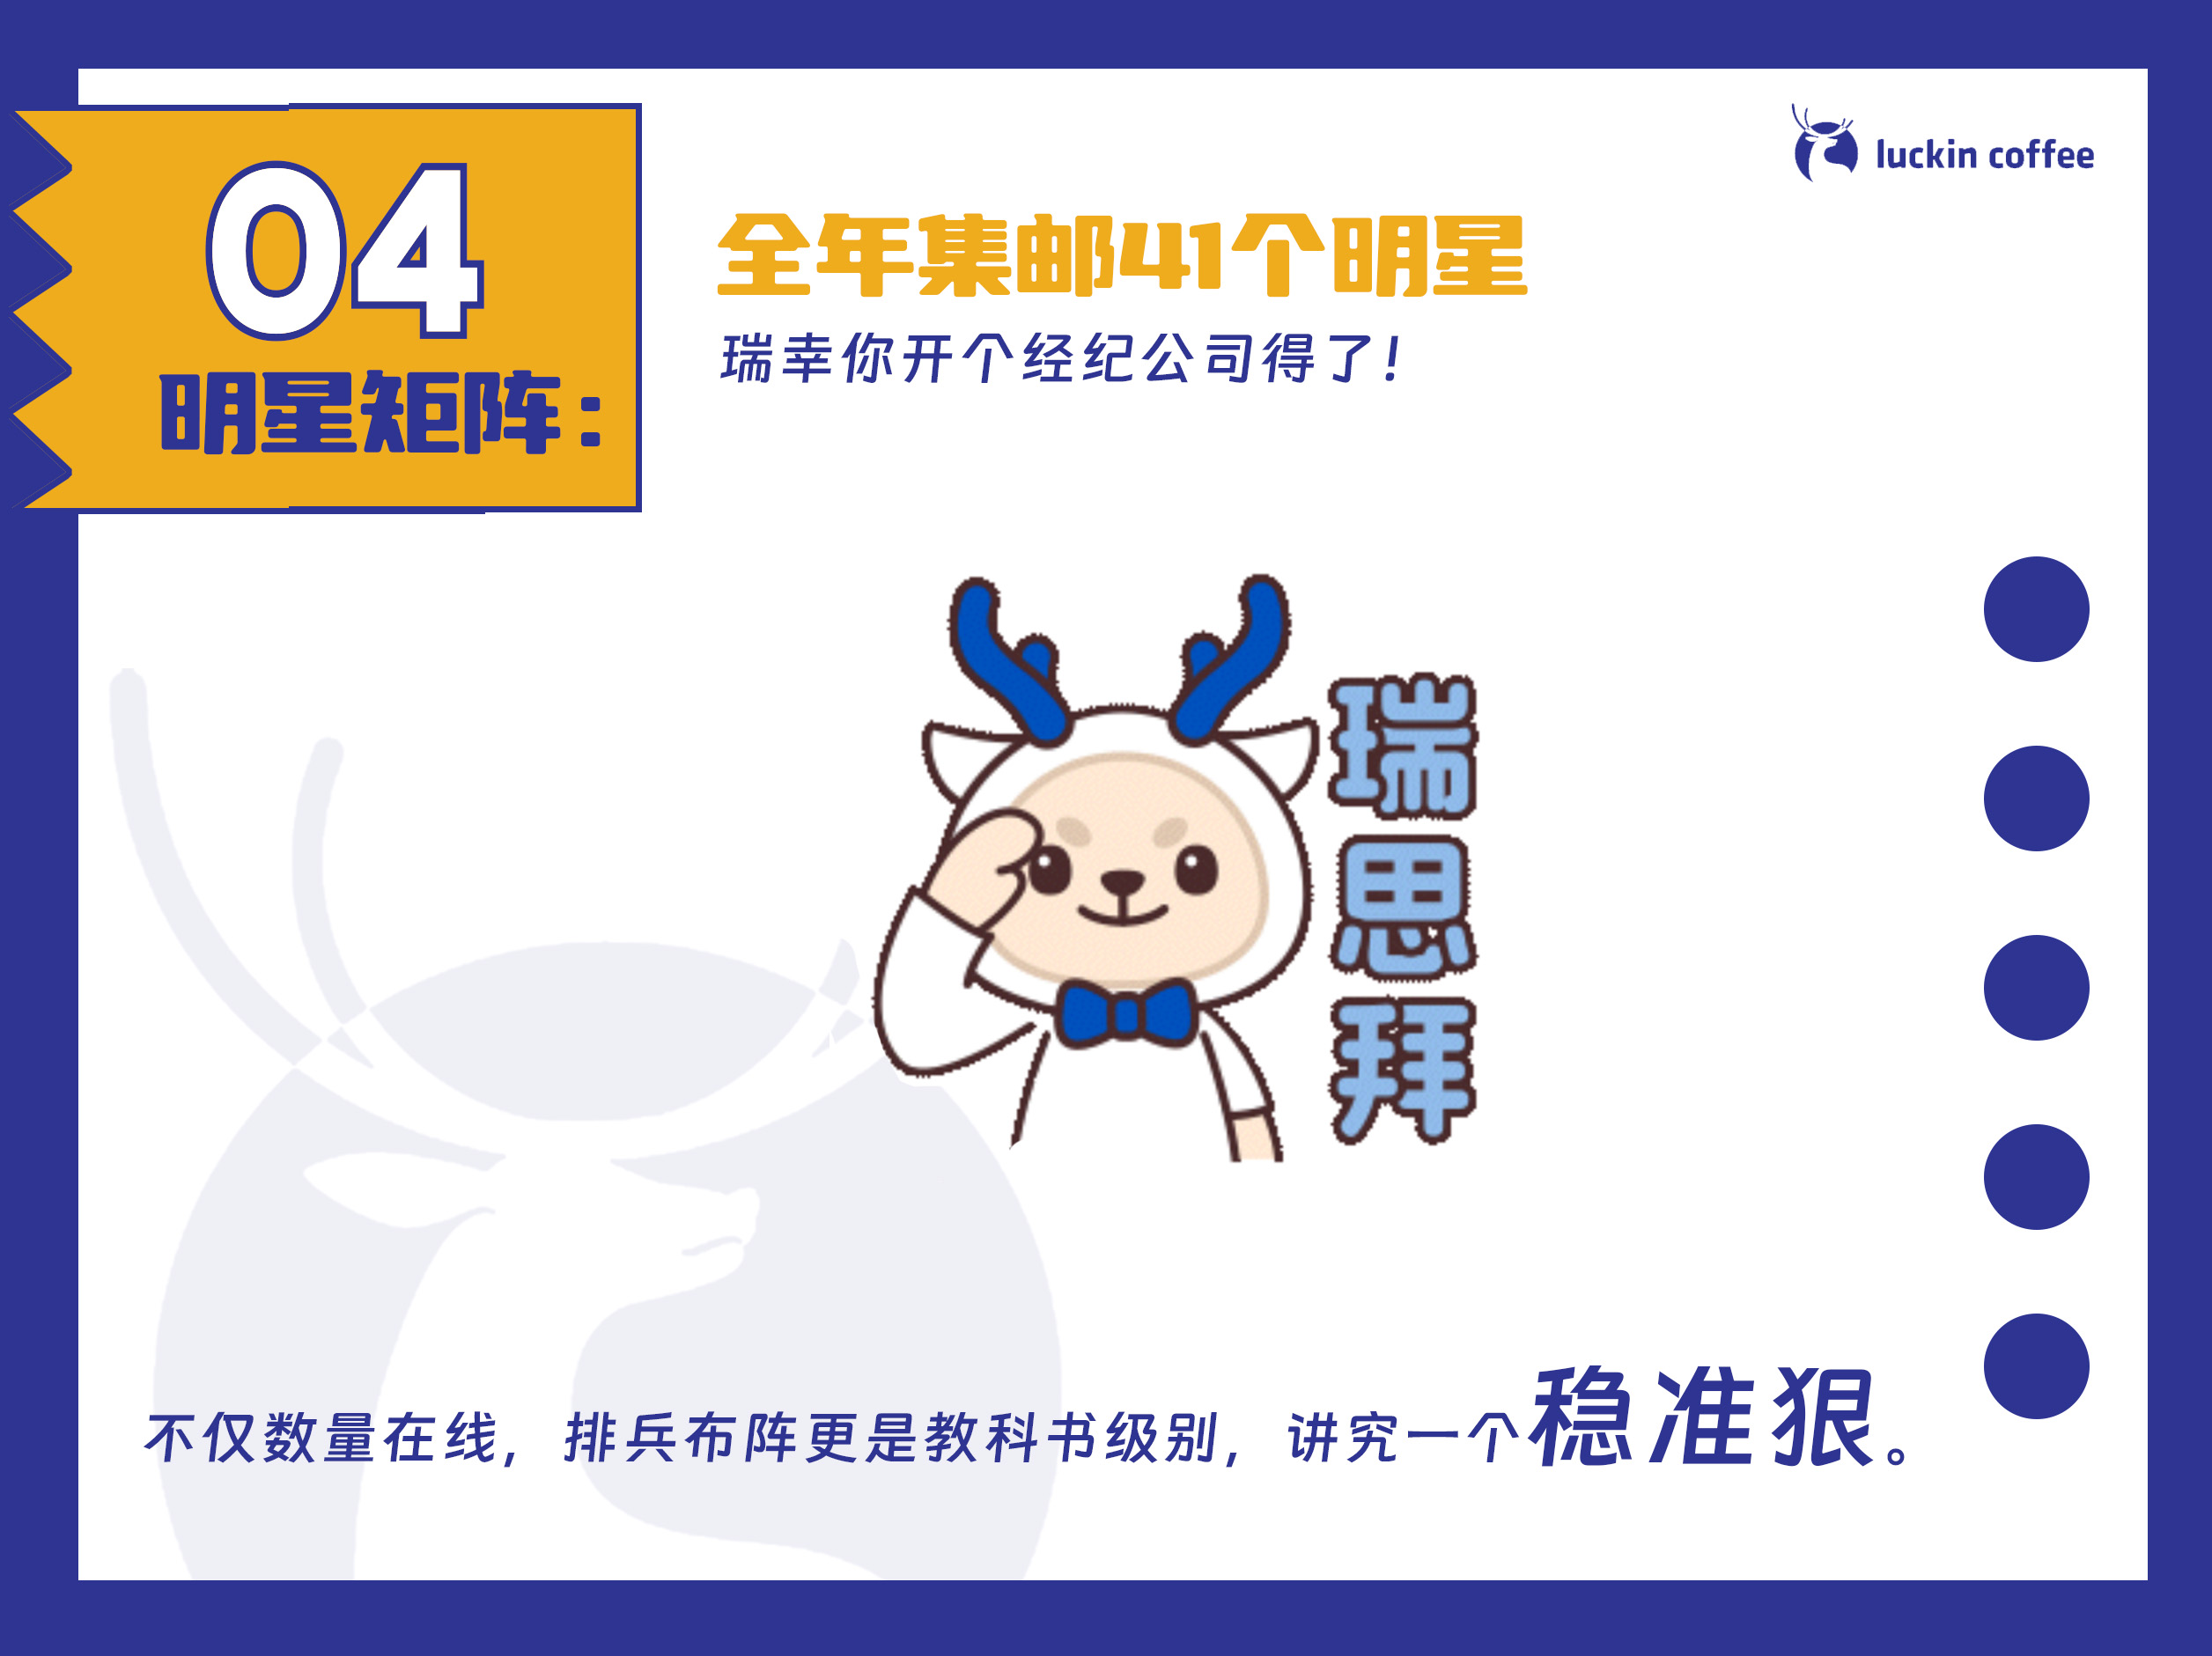 04
明星矩阵：
luckin coffee
全年集邮41个明星
瑞幸你开个经纪公司得了！
瑞思拜
不仅数量在线，排兵布阵更是教科书级别，讲究一个稳准狠。